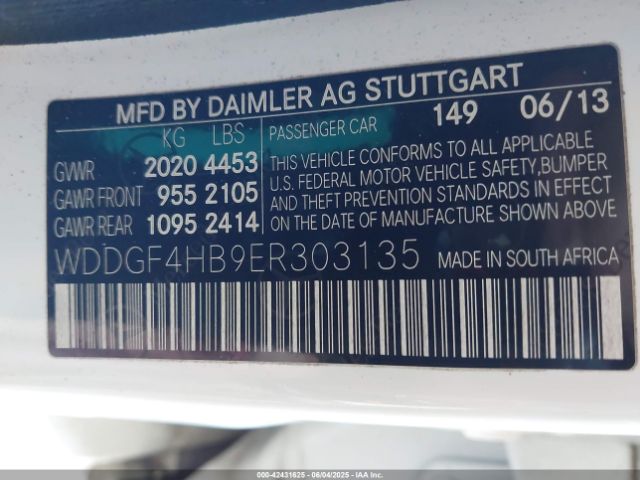 MFD BY DAIMLER AG STUTTGART
KG LBS
GVWR 2020 4453
GAWR FRONT 955 2105
GAWR REAR 1095 2414
PASSENGER CAR 149 06/13
THIS VEHICLE CONFORMS TO ALL APPLICABLE
U.S. FEDERAL MOTOR VEHICLE SAFETY,BUMPER
AND THEFT PREVENTION STANDARDS IN EFFECT
ON THE DATE OF MANUFACTURE SHOWN ABOVE.
WDDGF4HB9ER303135 MADE IN SOUTH AFRICA
000-42431625 - 06/04/2025 - IAAI.COM